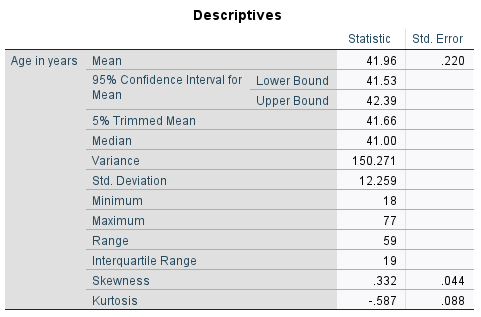 Descriptives
Statistic Std. Error
Age in years Mean 41.96 .220
95% Confidence Interval for Mean Lower Bound 41.53
Upper Bound 42.39
5% Trimmed Mean 41.66
Median 41.00
Variance 150.271
Std. Deviation 12.259
Minimum 18
Maximum 77
Range 59
Interquartile Range 19
Skewness .332 .044
Kurtosis -.587 .088